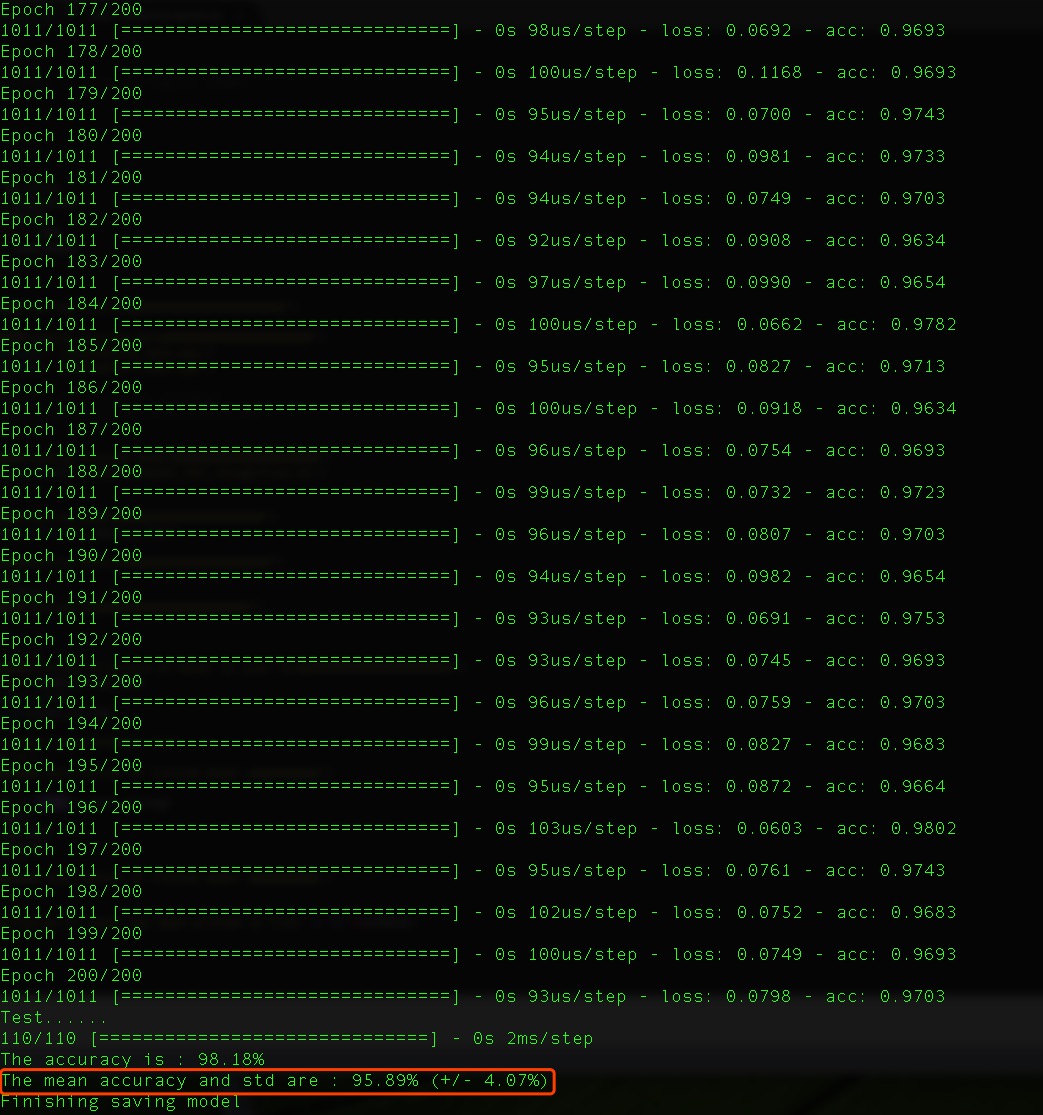 Epoch 177/200
1011/1011 [==============================] - 0s 98us/step - loss: 0.0692 - acc: 0.9693
Epoch 178/200
1011/1011 [==============================] - 0s 100us/step - loss: 0.1168 - acc: 0.9693
Epoch 179/200
1011/1011 [==============================] - 0s 95us/step - loss: 0.0700 - acc: 0.9743
Epoch 180/200
1011/1011 [==============================] - 0s 94us/step - loss: 0.0981 - acc: 0.9733
Epoch 181/200
1011/1011 [==============================] - 0s 94us/step - loss: 0.0749 - acc: 0.9703
Epoch 182/200
1011/1011 [==============================] - 0s 92us/step - loss: 0.0908 - acc: 0.9634
Epoch 183/200
1011/1011 [==============================] - 0s 97us/step - loss: 0.0990 - acc: 0.9654
Epoch 184/200
1011/1011 [==============================] - 0s 100us/step - loss: 0.0662 - acc: 0.9782
Epoch 185/200
1011/1011 [==============================] - 0s 95us/step - loss: 0.0827 - acc: 0.9713
Epoch 186/200
1011/1011 [==============================] - 0s 100us/step - loss: 0.0918 - acc: 0.9634
Epoch 187/200
1011/1011 [==============================] - 0s 96us/step - loss: 0.0754 - acc: 0.9693
Epoch 188/200
1011/1011 [==============================] - 0s 99us/step - loss: 0.0732 - acc: 0.9723
Epoch 189/200
1011/1011 [==============================] - 0s 96us/step - loss: 0.0807 - acc: 0.9703
Epoch 190/200
1011/1011 [==============================] - 0s 94us/step - loss: 0.0982 - acc: 0.9654
Epoch 191/200
1011/1011 [==============================] - 0s 93us/step - loss: 0.0691 - acc: 0.9753
Epoch 192/200
1011/1011 [==============================] - 0s 93us/step - loss: 0.0745 - acc: 0.9693
Epoch 193/200
1011/1011 [==============================] - 0s 96us/step - loss: 0.0759 - acc: 0.9703
Epoch 194/200
1011/1011 [==============================] - 0s 99us/step - loss: 0.0827 - acc: 0.9683
Epoch 195/200
1011/1011 [==============================] - 0s 95us/step - loss: 0.0872 - acc: 0.9664
Epoch 196/200
1011/1011 [==============================] - 0s 103us/step - loss: 0.0603 - acc: 0.9802
Epoch 197/200
1011/1011 [==============================] - 0s 95us/step - loss: 0.0761 - acc: 0.9743
Epoch 198/200
1011/1011 [==============================] - 0s 102us/step - loss: 0.0752 - acc: 0.9683
Epoch 199/200
1011/1011 [==============================] - 0s 100us/step - loss: 0.0749 - acc: 0.9693
Epoch 200/200
1011/1011 [==============================] - 0s 93us/step - loss: 0.0798 - acc: 0.9703
Test......
110/110 [==============================] - 0s 2ms/step
The accuracy is : 98.18%
The mean accuracy and std are : 95.89% (+/- 4.07%)
Finishing saving model